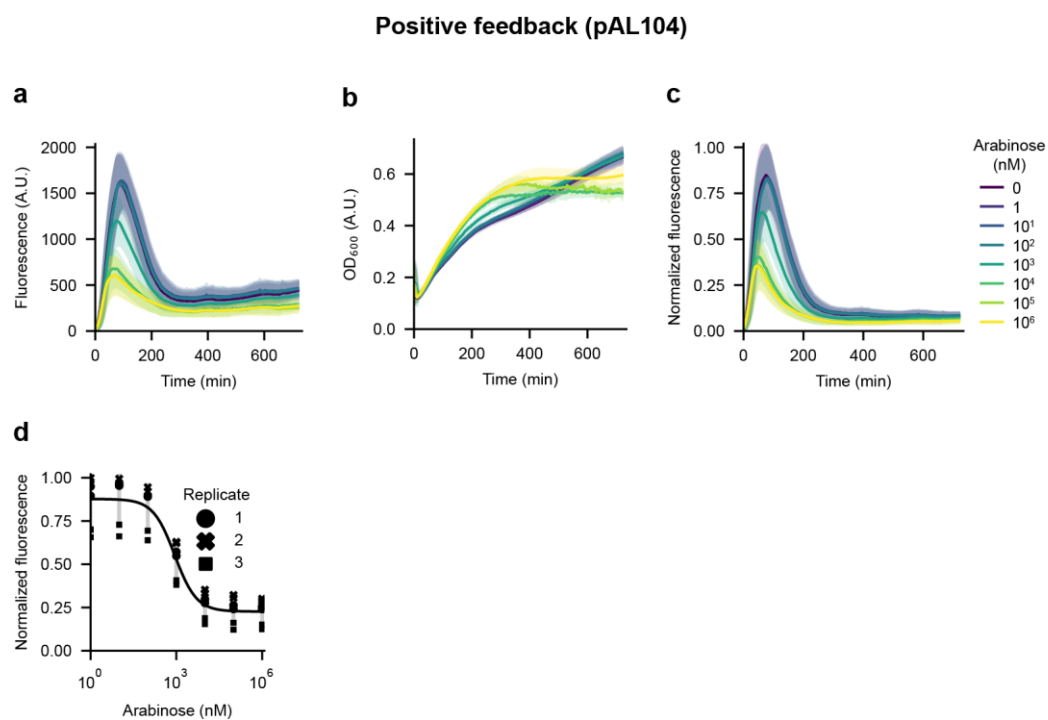 Positive feedback (pAL104)
a
Fluorescence (A.U.)
2000
1500
1000
500
0
0 200 400 600
Time (min)
b
OD600 (A.U.)
0.6
0.4
0.2
0.0
0 200 400 600
Time (min)
c
Normalized fluorescence
1.00
0.75
0.50
0.25
0.00
0 200 400 600
Time (min)
Arabinose
(nM)
0
1
10¹
10²
10³
10⁴
10⁵
10⁶
d
Normalized fluorescence
1.00
0.75
0.50
0.25
0.00
10⁰ 10³ 10⁶
Arabinose (nM)
Replicate
1
2
3